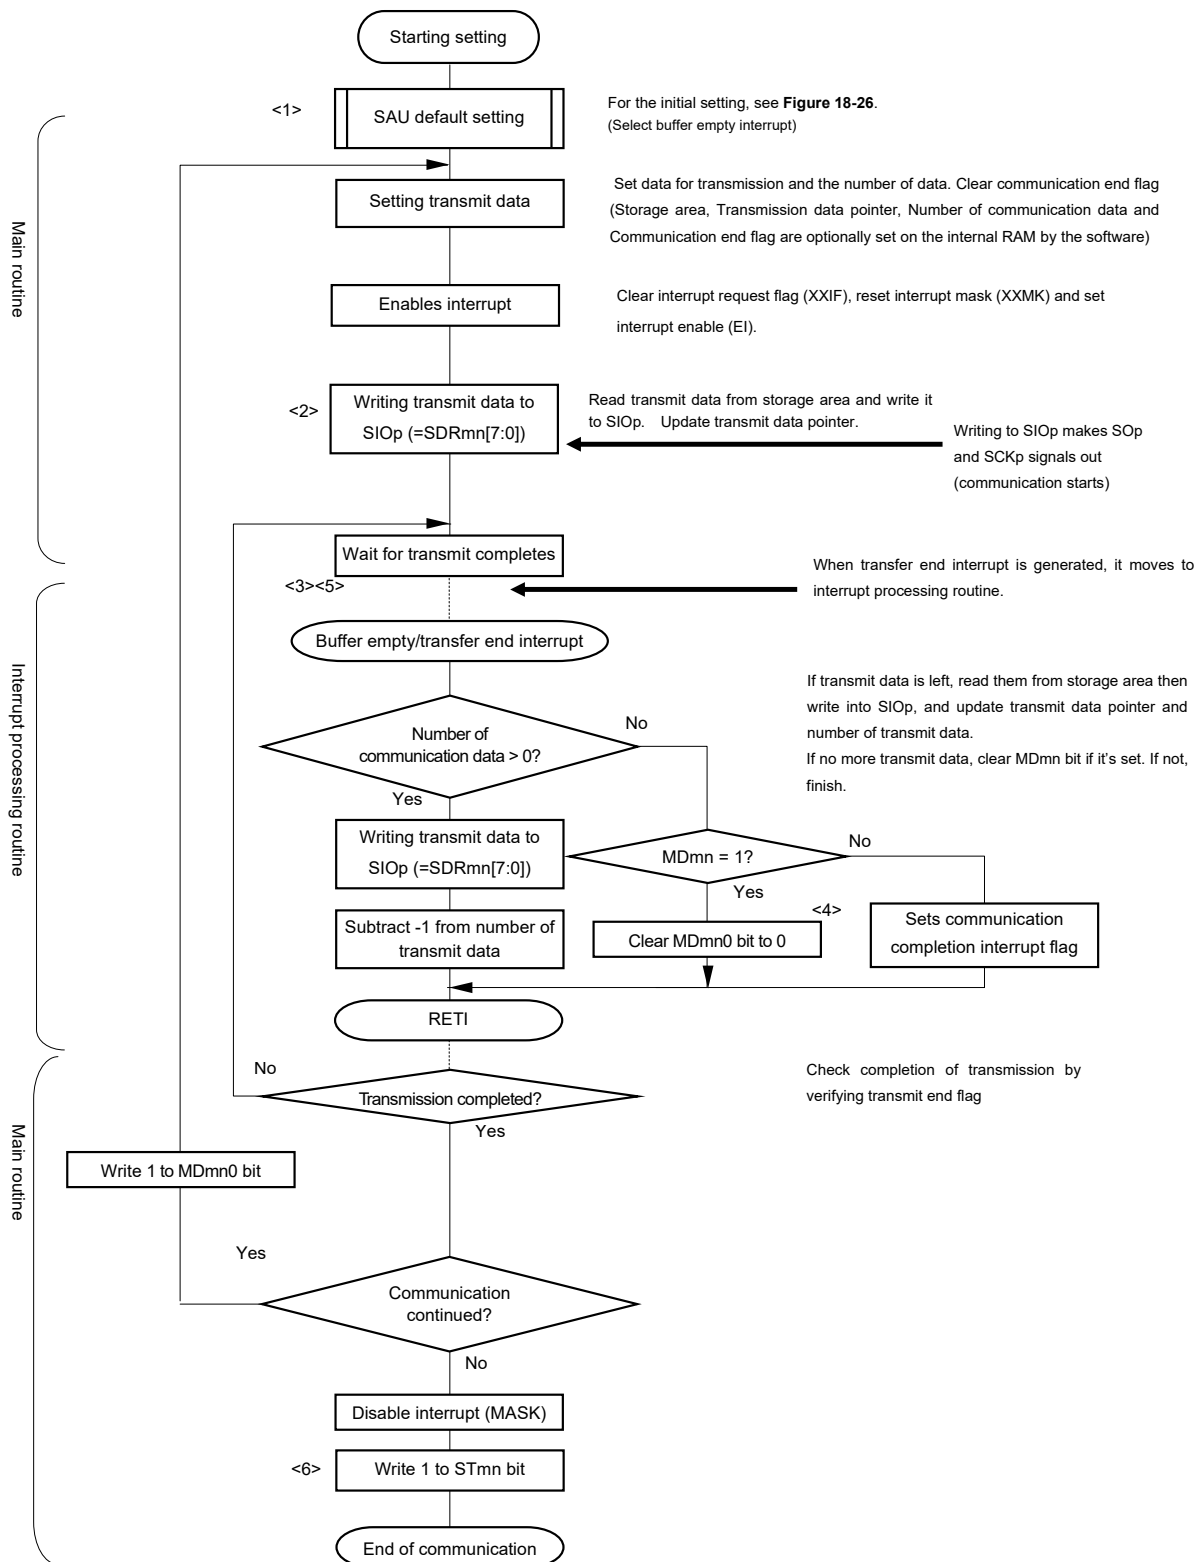 Starting setting
<1>
SAU default setting
For the initial setting, see Figure 18-26.
(Select buffer empty interrupt)
Main routine
Setting transmit data
Set data for transmission and the number of data. Clear communication end flag
(Storage area, Transmission data pointer, Number of communication data and
Communication end flag are optionally set on the internal RAM by the software)
Enables interrupt
Clear interrupt request flag (XXIF), reset interrupt mask (XXMK) and set
interrupt enable (EI).
<2>
Writing transmit data to
SIOp (=SDRmn[7:0])
Read transmit data from storage area and write it
to SIOp. Update transmit data pointer.
Writing to SIOp makes SOp
and SCKp signals out
(communication starts)
Wait for transmit completes
<3><5>
When transfer end interrupt is generated, it moves to
interrupt processing routine.
Interrupt processing routine
Buffer empty/transfer end interrupt
If transmit data is left, read them from storage area then
write into SIOp, and update transmit data pointer and
number of transmit data.
If no more transmit data, clear MDmn bit if it's set. If not,
finish.
Number of
communication data > 0?
No
Yes
Writing transmit data to
SIOp (=SDRmn[7:0])
MDmn = 1?
No
Yes
<4>
Subtract -1 from number of
transmit data
Clear MDmn0 bit to 0
Sets communication
completion interrupt flag
RETI
Main routine
No
Transmission completed?
Yes
Check completion of transmission by
verifying transmit end flag
Write 1 to MDmn0 bit
Yes
Communication
continued?
No
Disable interrupt (MASK)
<6>
Write 1 to STmn bit
End of communication